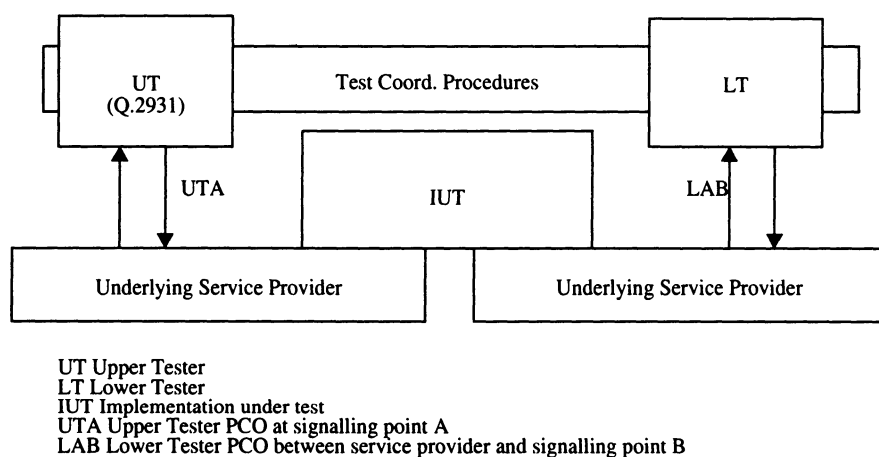 UT
(Q.2931)
Test Coord. Procedures
LT
UTA
IUT
LAB
Underlying Service Provider
Underlying Service Provider
UT Upper Tester
LT Lower Tester
IUT Implementation under test
UTA Upper Tester PCO at signalling point A
LAB Lower Tester PCO between service provider and signalling point B